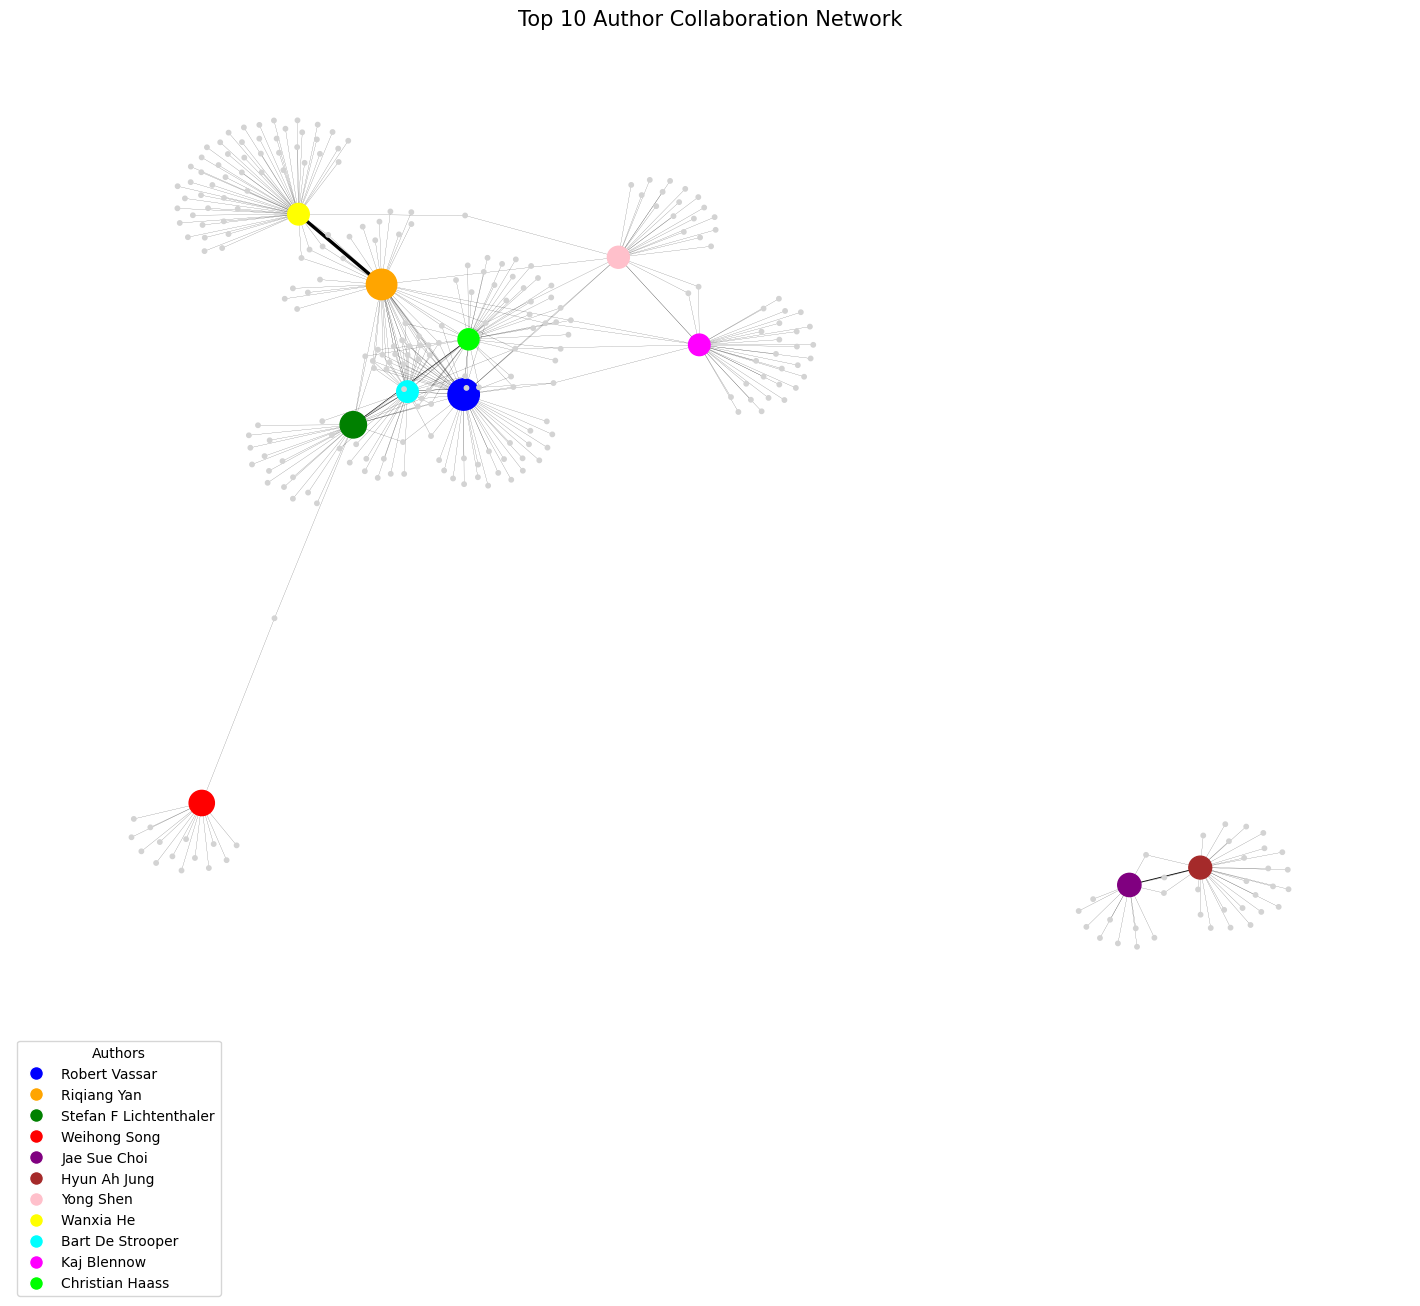 Top 10 Author Collaboration Network
Authors
Robert Vassar
Riqiang Yan
Stefan F Lichtenthaler
Weihong Song
Jae Sue Choi
Hyun Ah Jung
Yong Shen
Wanxia He
Bart De Strooper
Kaj Blennow
Christian Haass